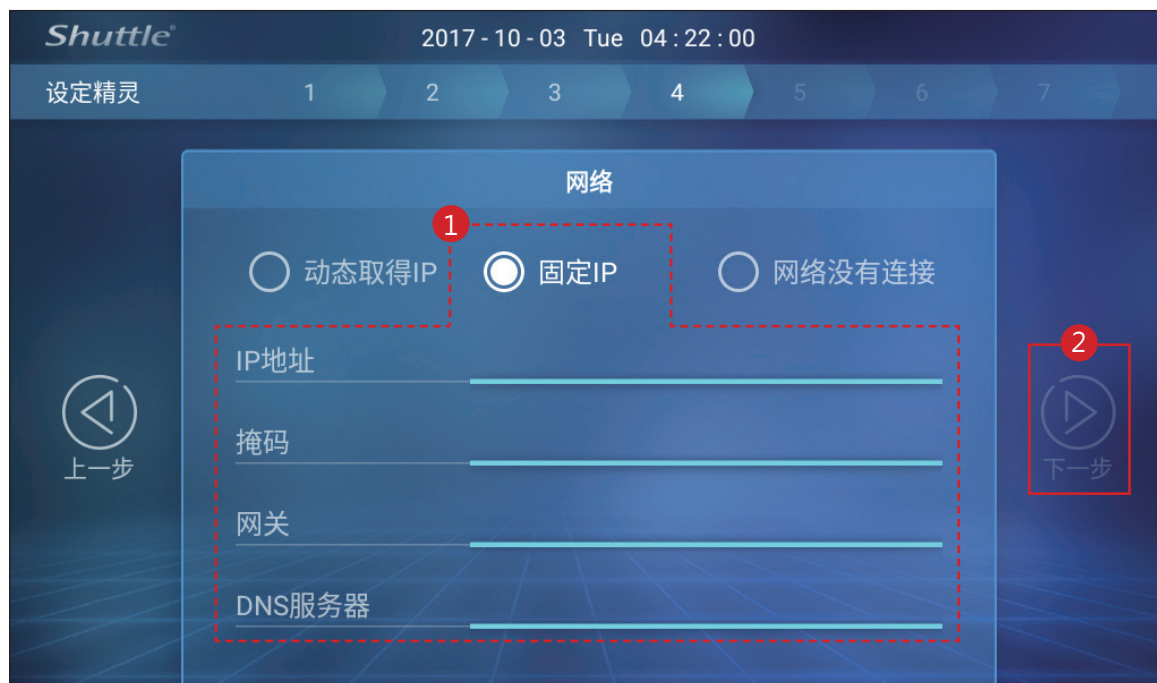 Shuttle® 2017-10-03 Tue 04:22:00
设定精灵 1 2 3 4 5 6 7
网络
1
动态取得IP 固定IP 网络没有连接
2
IP地址
掩码
上一步 下一步
网关
DNS服务器